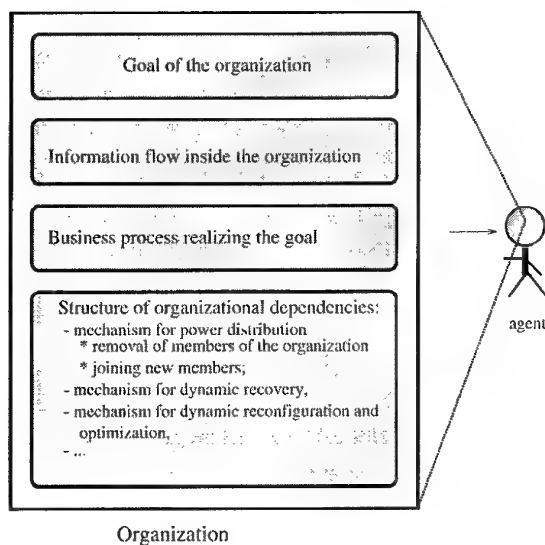 Goal of the organization
Information flow inside the organization
Business process realizing the goal
Structure of organizational dependencies:
- mechanism for power distribution
* removal of members of the organization
* joining new members;
- mechanism for dynamic recovery,
- mechanism for dynamic reconfiguration and
optimization,
- ...
agent
Organization